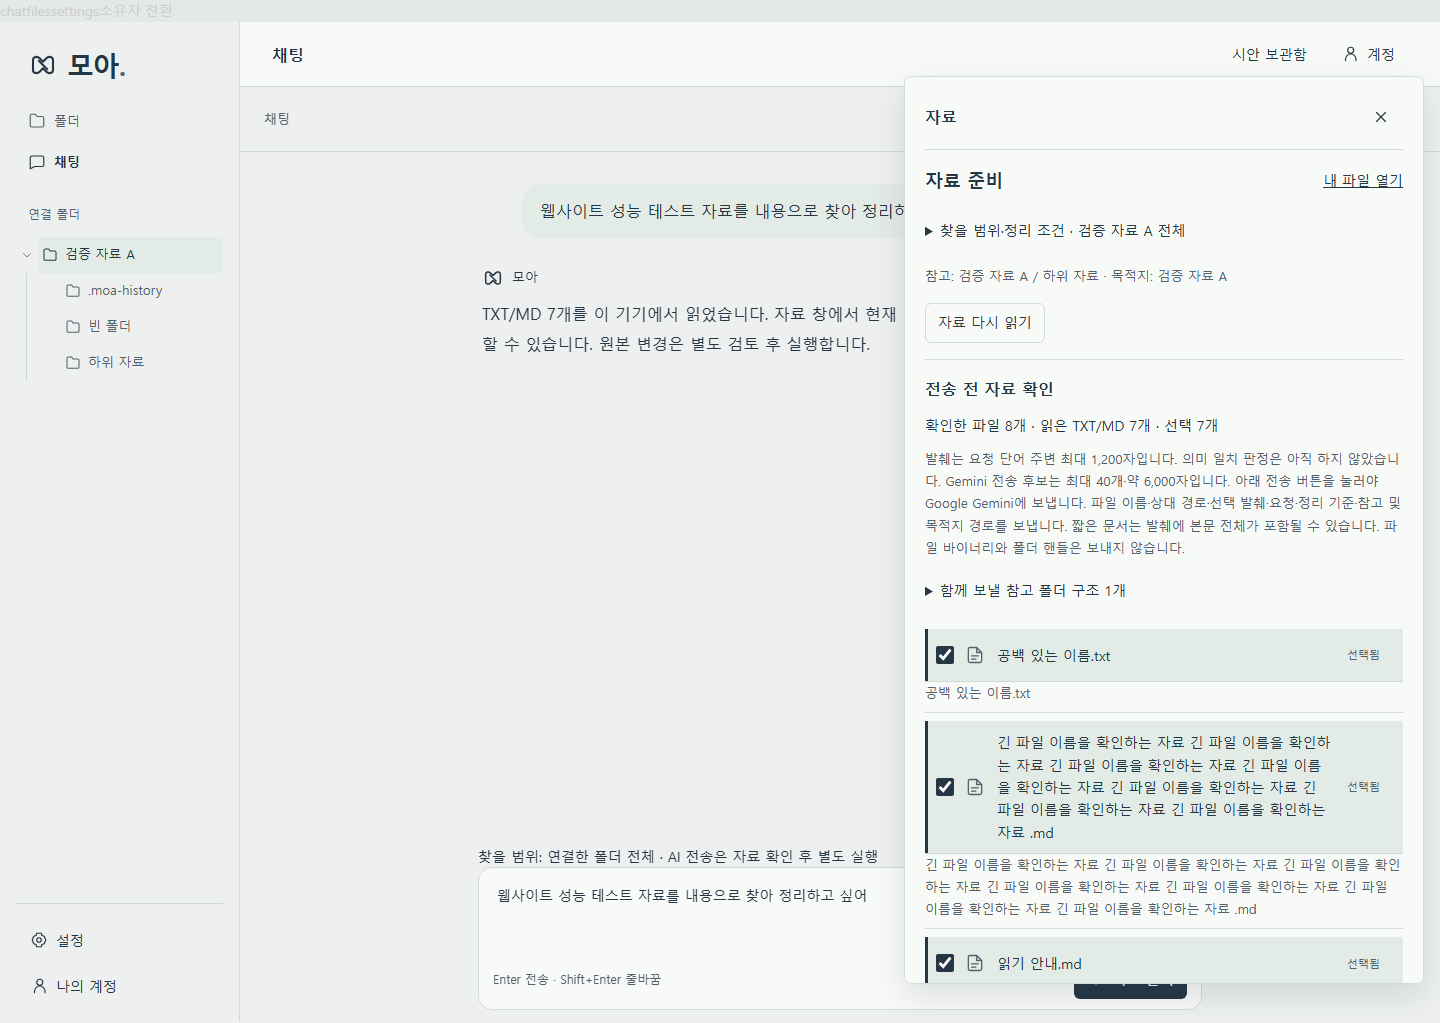 chatfilessettings소유자 전환
모아.
폴더
채팅
연결 폴더
검증 자료 A
.moa-history
빈 폴더
하위 자료
설정
나의 계정
채팅
시안 보관함
계정
채팅
웹사이트 성능 테스트 자료를 내용으로 찾아 정리하
모아
TXT/MD 7개를 이 기기에서 읽었습니다. 자료 창에서 현재
할 수 있습니다. 원본 변경은 별도 검토 후 실행합니다.
찾을 범위: 연결한 폴더 전체 · AI 전송은 자료 확인 후 별도 실행
웹사이트 성능 테스트 자료를 내용으로 찾아 정리하고 싶어
Enter 전송 · Shift+Enter 줄바꿈
자료
자료 준비
내 파일 열기
찾을 범위·정리 조건 · 검증 자료 A 전체
참고: 검증 자료 A / 하위 자료 · 목적지: 검증 자료 A
자료 다시 읽기
전송 전 자료 확인
확인한 파일 8개 · 읽은 TXT/MD 7개 · 선택 7개
발췌는 요청 단어 주변 최대 1,200자입니다. 의미 일치 판정은 아직 하지 않았습니
다. Gemini 전송 후보는 최대 40개·약 6,000자입니다. 아래 전송 버튼을 눌러야
Google Gemini에 보냅니다. 파일 이름·상대 경로·선택 발췌·요청·정리 기준·참고 및
목적지 경로를 보냅니다. 짧은 문서는 발췌에 본문 전체가 포함될 수 있습니다. 파
일 바이너리와 폴더 핸들은 보내지 않습니다.
함께 보낼 참고 폴더 구조 1개
공백 있는 이름.txt
선택됨
공백 있는 이름.txt
긴 파일 이름을 확인하는 자료 긴 파일 이름을 확인하
는 자료 긴 파일 이름을 확인하는 자료 긴 파일 이름
을 확인하는 자료 긴 파일 이름을 확인하는 자료 긴
파일 이름을 확인하는 자료 긴 파일 이름을 확인하는
자료 .md
선택됨
긴 파일 이름을 확인하는 자료 긴 파일 이름을 확인하는 자료 긴 파일 이름을 확인
하는 자료 긴 파일 이름을 확인하는 자료 긴 파일 이름을 확인하는 자료 긴 파일
이름을 확인하는 자료 긴 파일 이름을 확인하는 자료 .md
읽기 안내.md
선택됨